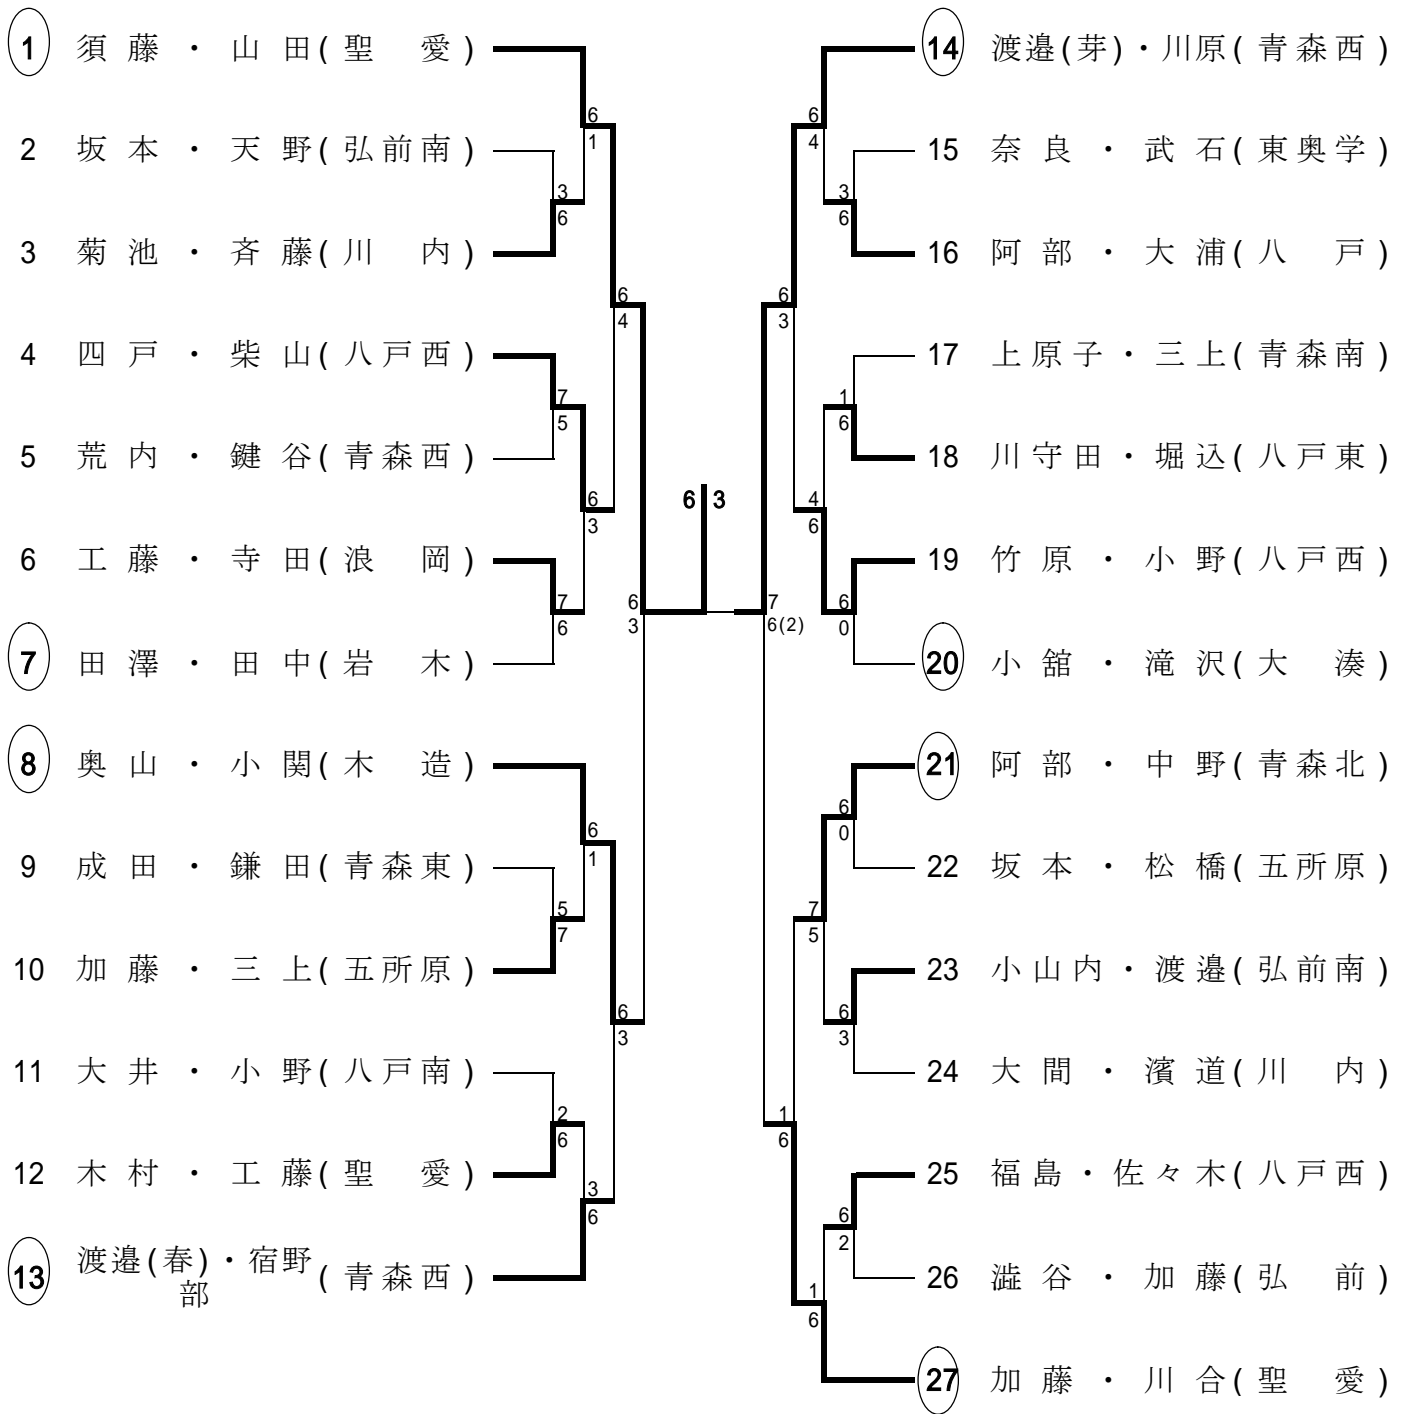 1 須藤・山田(聖 愛)
2 坂本・天野(弘前南)
3 菊池・斉藤(川 内)
4 四戸・柴山(八戸西)
5 荒内・鍵谷(青森西)
6 工藤・寺田(浪 岡)
7 田澤・田中(岩 木)
8 奥山・小関(木 造)
9 成田・鎌田(青森東)
10 加藤・三上(五所原)
11 大井・小野(八戸南)
12 木村・工藤(聖 愛)
13 渡邉(春)・宿野部(青森西)
6
1
3
6
6
4
7
5
6
3
7
6
6
3
6
1
5
7
6
3
2
6
3
6
6 3
14 渡邉(芽)・川原(青森西)
15 奈良・武石(東奥学)
16 阿部・大浦(八 戸)
17 上原子・三上(青森南)
18 川守田・堀込(八戸東)
19 竹原・小野(八戸西)
20 小舘・滝沢(大 湊)
21 阿部・中野(青森北)
22 坂本・松橋(五所原)
23 小山内・渡邉(弘前南)
24 大間・濱道(川 内)
25 福島・佐々木(八戸西)
26 澁谷・加藤(弘 前)
27 加藤・川合(聖 愛)
6
4
3
6
6
3
1
6
4
6
6
0
7
6(2)
6
0
7
5
6
3
1
6
6
2
1
6